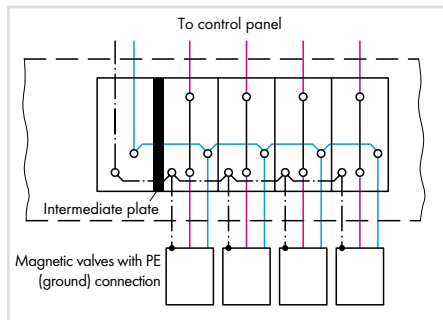 To control panel
Intermediate plate
Magnetic valves with PE
(ground) connection